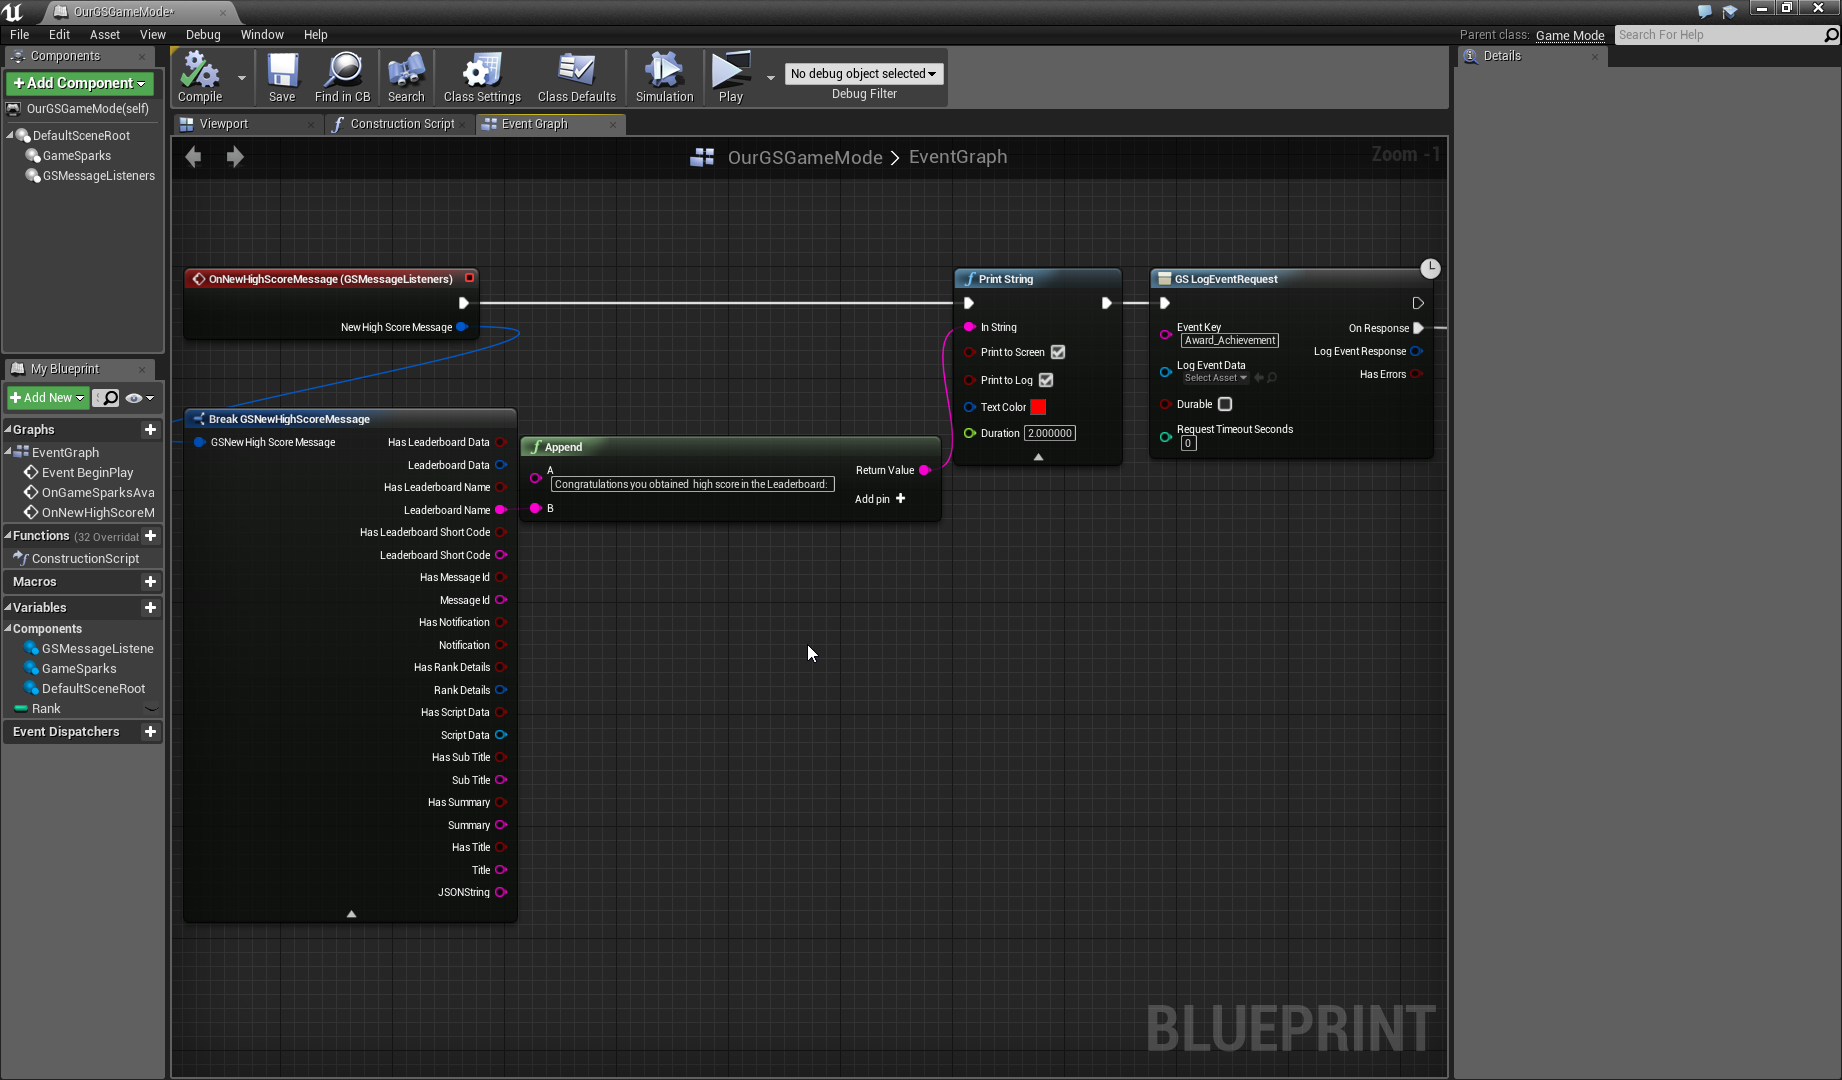 OurGSGameMode*
File Edit Asset View Debug Window Help
Parent class: Game Mode
Search For Help
Components
Add Component
OurGSGameMode(self)
DefaultSceneRoot
GameSparks
GSMessageListeners
Compile
Save
Find in CB
Search
Class Settings
Class Defaults
Simulation
Play
No debug object selected
Debug Filter
Details
Viewport
Construction Script
Event Graph
OurGSGameMode > EventGraph
Zoom -1
My Blueprint
Add New
Graphs
EventGraph
Event BeginPlay
OnGameSparksAva
OnNewHighScoreM
Functions (32 Overridat
ConstructionScript
Macros
Variables
Components
GSMessageListene
GameSparks
DefaultSceneRoot
Rank
Event Dispatchers
OnNewHighScoreMessage (GSMessageListeners)
New High Score Message
Break GSNewHighScoreMessage
GSNew High Score Message
Has Leaderboard Data
Leaderboard Data
Has Leaderboard Name
Leaderboard Name
Has Leaderboard Short Code
Leaderboard Short Code
Has Message Id
Message Id
Has Notification
Notification
Has Rank Details
Rank Details
Has Script Data
Script Data
Has Sub Title
Sub Title
Has Summary
Summary
Has Title
Title
JSONString
Append
A
Congratulations you obtained  high score in the Leaderboard:
B
Return Value
Add pin
Print String
In String
Print to Screen
Print to Log
Text Color
Duration 2.000000
GS LogEventRequest
Event Key
Award_Achievement
Log Event Data
Select Asset
Durable
Request Timeout Seconds
0
On Response
Log Event Response
Has Errors
BLUEPRINT